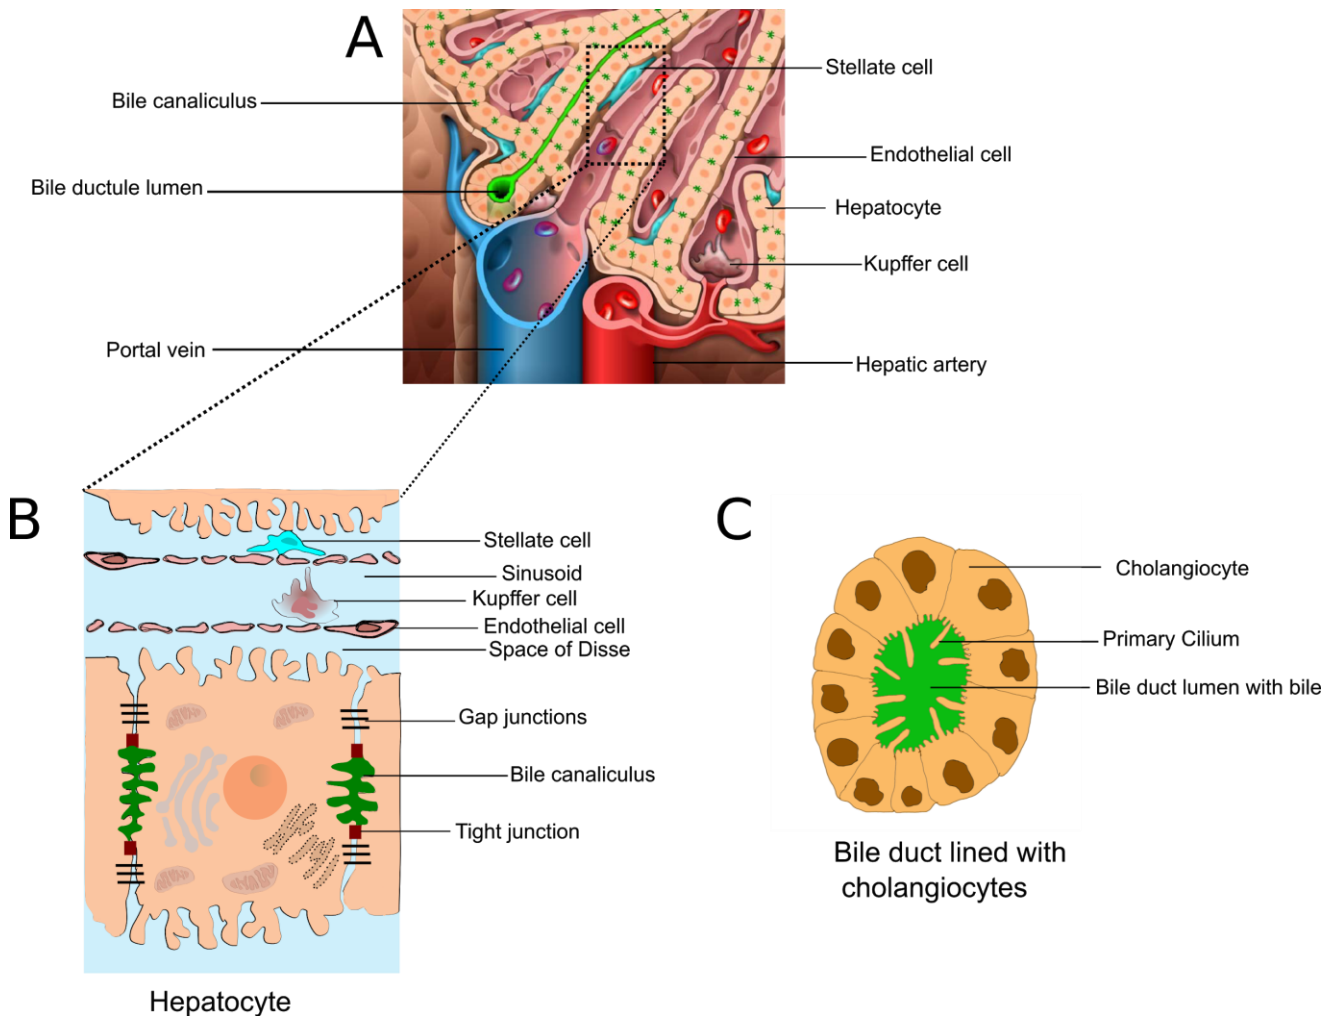 A
Stellate cell
Bile canaliculus
Endothelial cell
Bile ductule lumen
Hepatocyte
Kupffer cell
Portal vein
Hepatic artery
B
Stellate cell
Sinusoid
Kupffer cell
Endothelial cell
Space of Disse
Gap junctions
Bile canaliculus
Tight junction
Hepatocyte
C
Cholangiocyte
Primary Cilium
Bile duct lumen with bile
Bile duct lined with
cholangiocytes